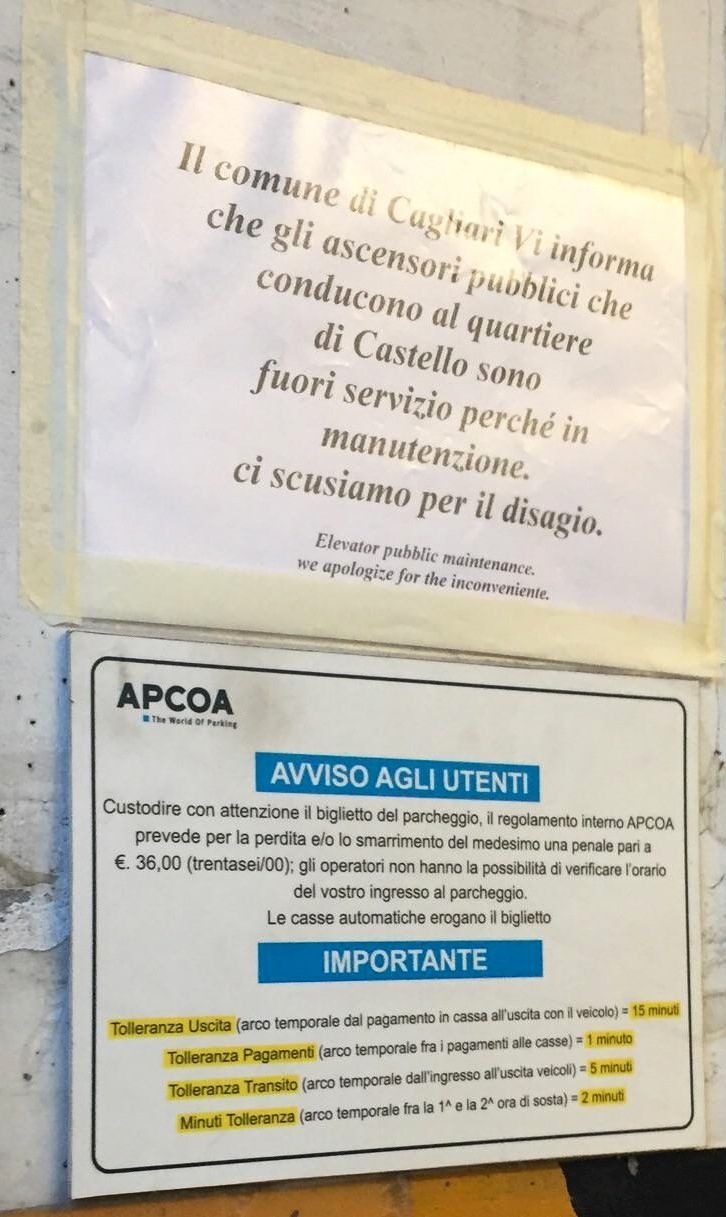 Il comune di Cagliari Vi informa
che gli ascensori pubblici che
conducono al quartiere
di Castello sono
fuori servizio perché in
manutenzione.
ci scusiamo per il disagio.
Elevator pubblic maintenance.
we apologize for the inconveniente.
APCOA
The World Of Parking
AVVISO AGLI UTENTI
Custodire con attenzione il biglietto del parcheggio, il regolamento interno APCOA
prevede per la perdita e/o lo smarrimento del medesimo una penale pari a
€. 36,00 (trentasei/00); gli operatori non hanno la possibilità di verificare l'orario
del vostro ingresso al parcheggio.
Le casse automatiche erogano il biglietto
IMPORTANTE
Tolleranza Uscita (arco temporale dal pagamento in cassa all'uscita con il veicolo) = 15 minuti
Tolleranza Pagamenti (arco temporale fra i pagamenti alle casse) = 1 minuto
Tolleranza Transito (arco temporale dall'ingresso all'uscita veicoli) = 5 minuti
Minuti Tolleranza (arco temporale fra la 1^ e la 2^ ora di sosta) = 2 minuti